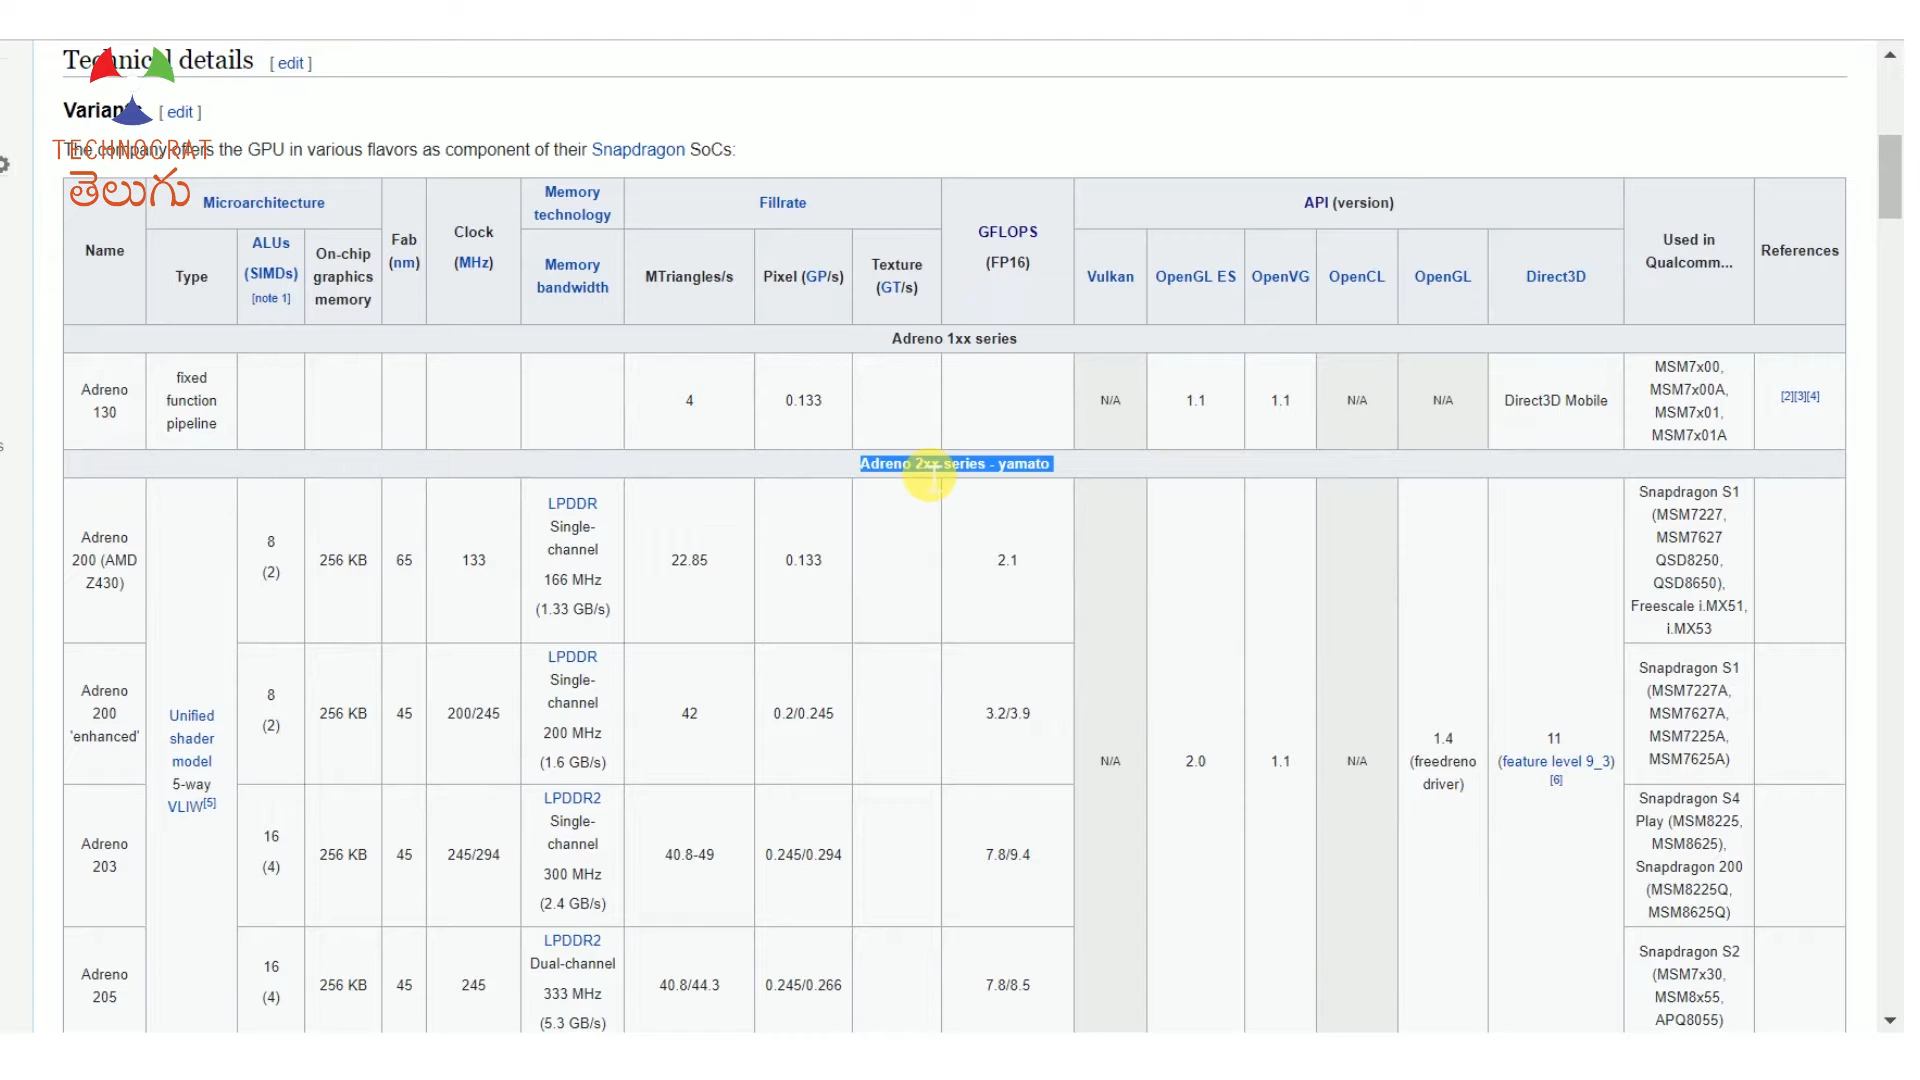 Technical details [ edit ]
Variants [ edit ]
TECHNOCRAT
తెలుగు
The company offers the GPU in various flavors as component of their Snapdragon SoCs:
Name
Microarchitecture
Type
ALUs
(SIMDs)
[note 1]
On-chip
graphics
memory
Fab
(nm)
Clock
(MHz)
Memory
technology
Memory
bandwidth
Fillrate
MTriangles/s
Pixel (GP/s)
Texture
(GT/s)
GFLOPS
(FP16)
API (version)
Vulkan
OpenGL ES
OpenVG
OpenCL
OpenGL
Direct3D
Used in
Qualcomm...
References
Adreno 1xx series
Adreno
130
fixed
function
pipeline
4
0.133
N/A
1.1
1.1
N/A
N/A
Direct3D Mobile
MSM7x00,
MSM7x00A,
MSM7x01,
MSM7x01A
[2][3][4]
Adreno 2xx series - yamato
Adreno
200 (AMD
Z430)
Unified
shader
model
5-way
VLIW[5]
8
(2)
256 KB
65
133
LPDDR
Single-
channel
166 MHz
(1.33 GB/s)
22.85
0.133
2.1
N/A
2.0
1.1
N/A
1.4
(freedreno
driver)
11
(feature level 9_3)
[6]
Snapdragon S1
(MSM7227,
MSM7627
QSD8250,
QSD8650),
Freescale i.MX51,
i.MX53
Adreno
200
'enhanced'
8
(2)
256 KB
45
200/245
LPDDR
Single-
channel
200 MHz
(1.6 GB/s)
42
0.2/0.245
3.2/3.9
Snapdragon S1
(MSM7227A,
MSM7627A,
MSM7225A,
MSM7625A)
Adreno
203
16
(4)
256 KB
45
245/294
LPDDR2
Single-
channel
300 MHz
(2.4 GB/s)
40.8-49
0.245/0.294
7.8/9.4
Snapdragon S4
Play (MSM8225,
MSM8625),
Snapdragon 200
(MSM8225Q,
MSM8625Q)
Adreno
205
16
(4)
256 KB
45
245
LPDDR2
Dual-channel
333 MHz
(5.3 GB/s)
40.8/44.3
0.245/0.266
7.8/8.5
Snapdragon S2
(MSM7x30,
MSM8x55,
APQ8055)